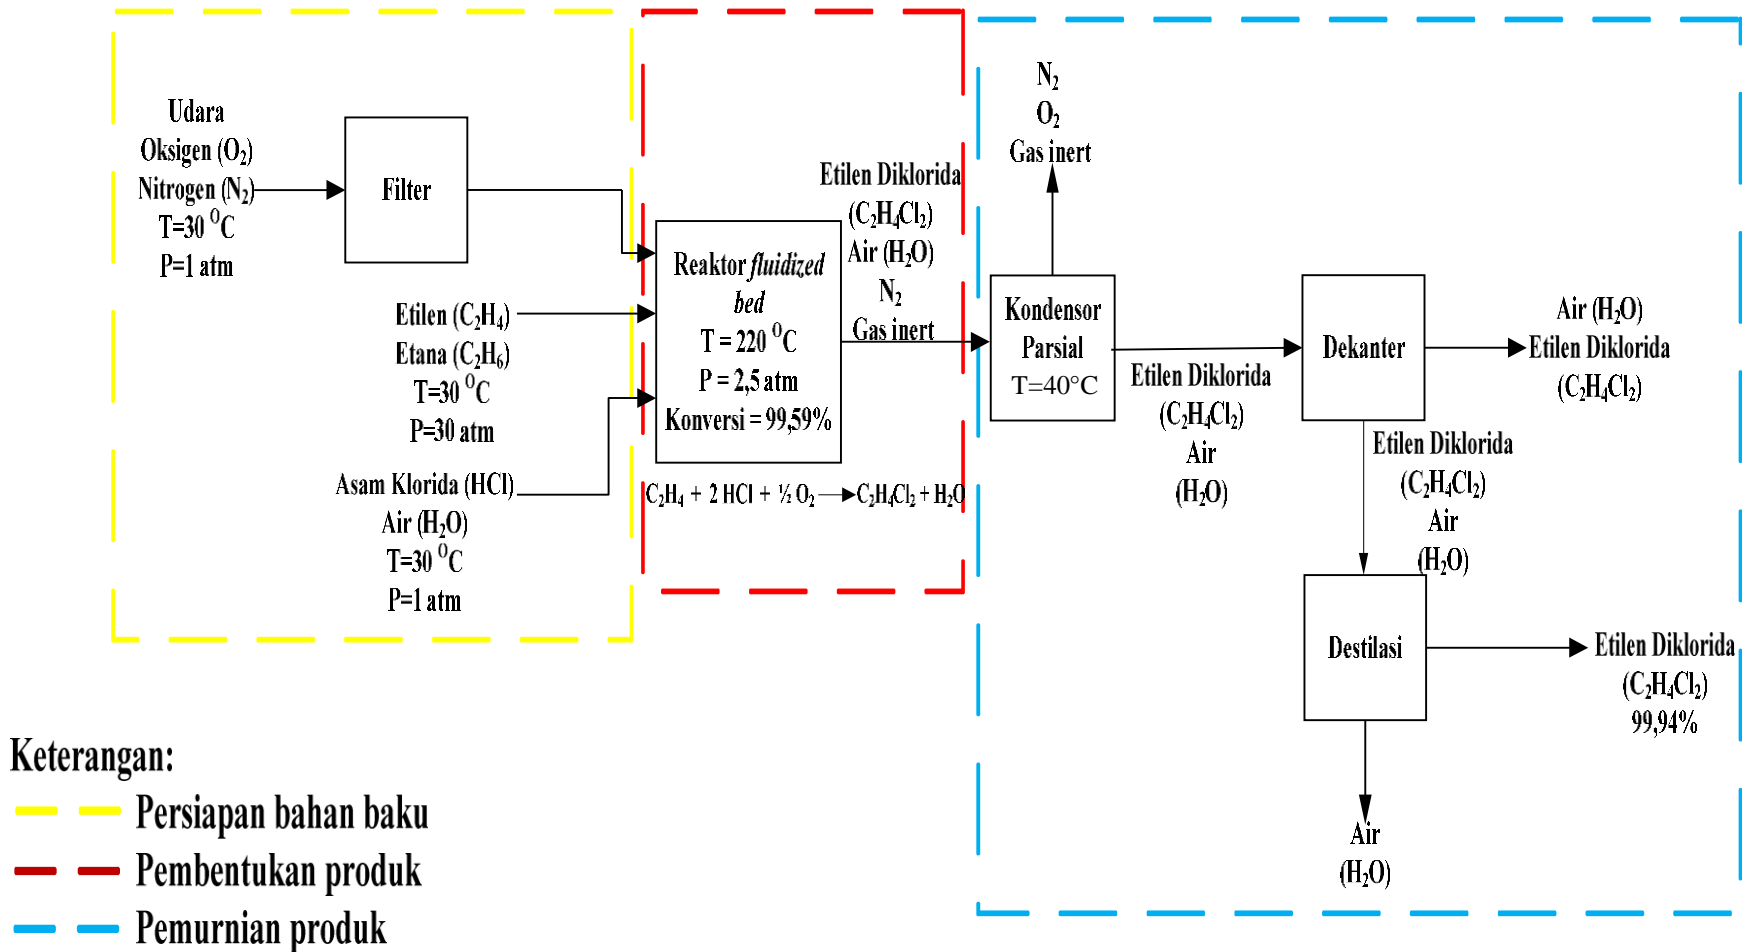 Udara
Oksigen (O₂)
Nitrogen (N₂)
T=30 ᴼC
P=1 atm
Filter
Etilen (C₂H₄)
Etana (C₂H₆)
T=30 ᴼC
P=30 atm
Asam Klorida (HCl)
Air (H₂O)
T=30 ᴼC
P=1 atm
Reaktor fluidized
bed
T = 220 ᴼC
P = 2,5 atm
Konversi = 99,59%
C₂H₄ + 2 HCl + ½ O₂ → C₂H₄Cl₂ + H₂O
Etilen Diklorida
(C₂H₄Cl₂)
Air (H₂O)
N₂
Gas inert
N₂
O₂
Gas inert
Kondensor
Parsial
T=40°C
Etilen Diklorida
(C₂H₄Cl₂)
Air
(H₂O)
Dekanter
Air (H₂O)
Etilen Diklorida
(C₂H₄Cl₂)
Etilen Diklorida
(C₂H₄Cl₂)
Air
(H₂O)
Destilasi
Etilen Diklorida
(C₂H₄Cl₂)
99,94%
Air
(H₂O)
Keterangan:
Persiapan bahan baku
Pembentukan produk
Pemurnian produk